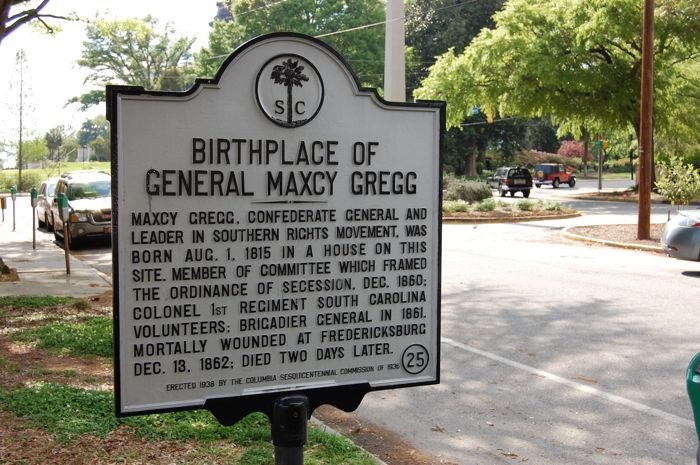 S C
BIRTHPLACE OF
GENERAL MAXCY GREGG
MAXCY GREGG, CONFEDERATE GENERAL AND
LEADER IN SOUTHERN RIGHTS MOVEMENT, WAS
BORN AUG. 1, 1815 IN A HOUSE ON THIS
SITE. MEMBER OF COMMITTEE WHICH FRAMED
THE ORDINANCE OF SECESSION, DEC. 1860;
COLONEL 1ST REGIMENT SOUTH CAROLINA
VOLUNTEERS; BRIGADIER GENERAL IN 1861.
MORTALLY WOUNDED AT FREDERICKSBURG
DEC. 13, 1862; DIED TWO DAYS LATER.
ERECTED 1938 BY THE COLUMBIA SESQUICENTENNIAL COMMISSION OF 1936
25